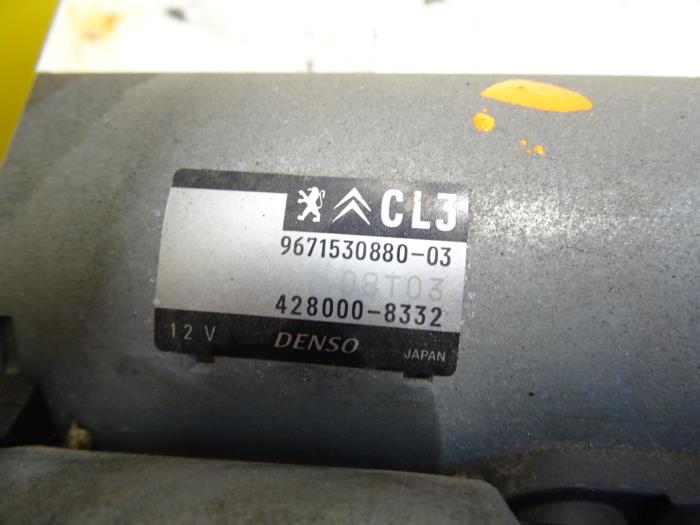 CL3
9671530880-03
08T03
428000-8332
12 V DENSO JAPAN